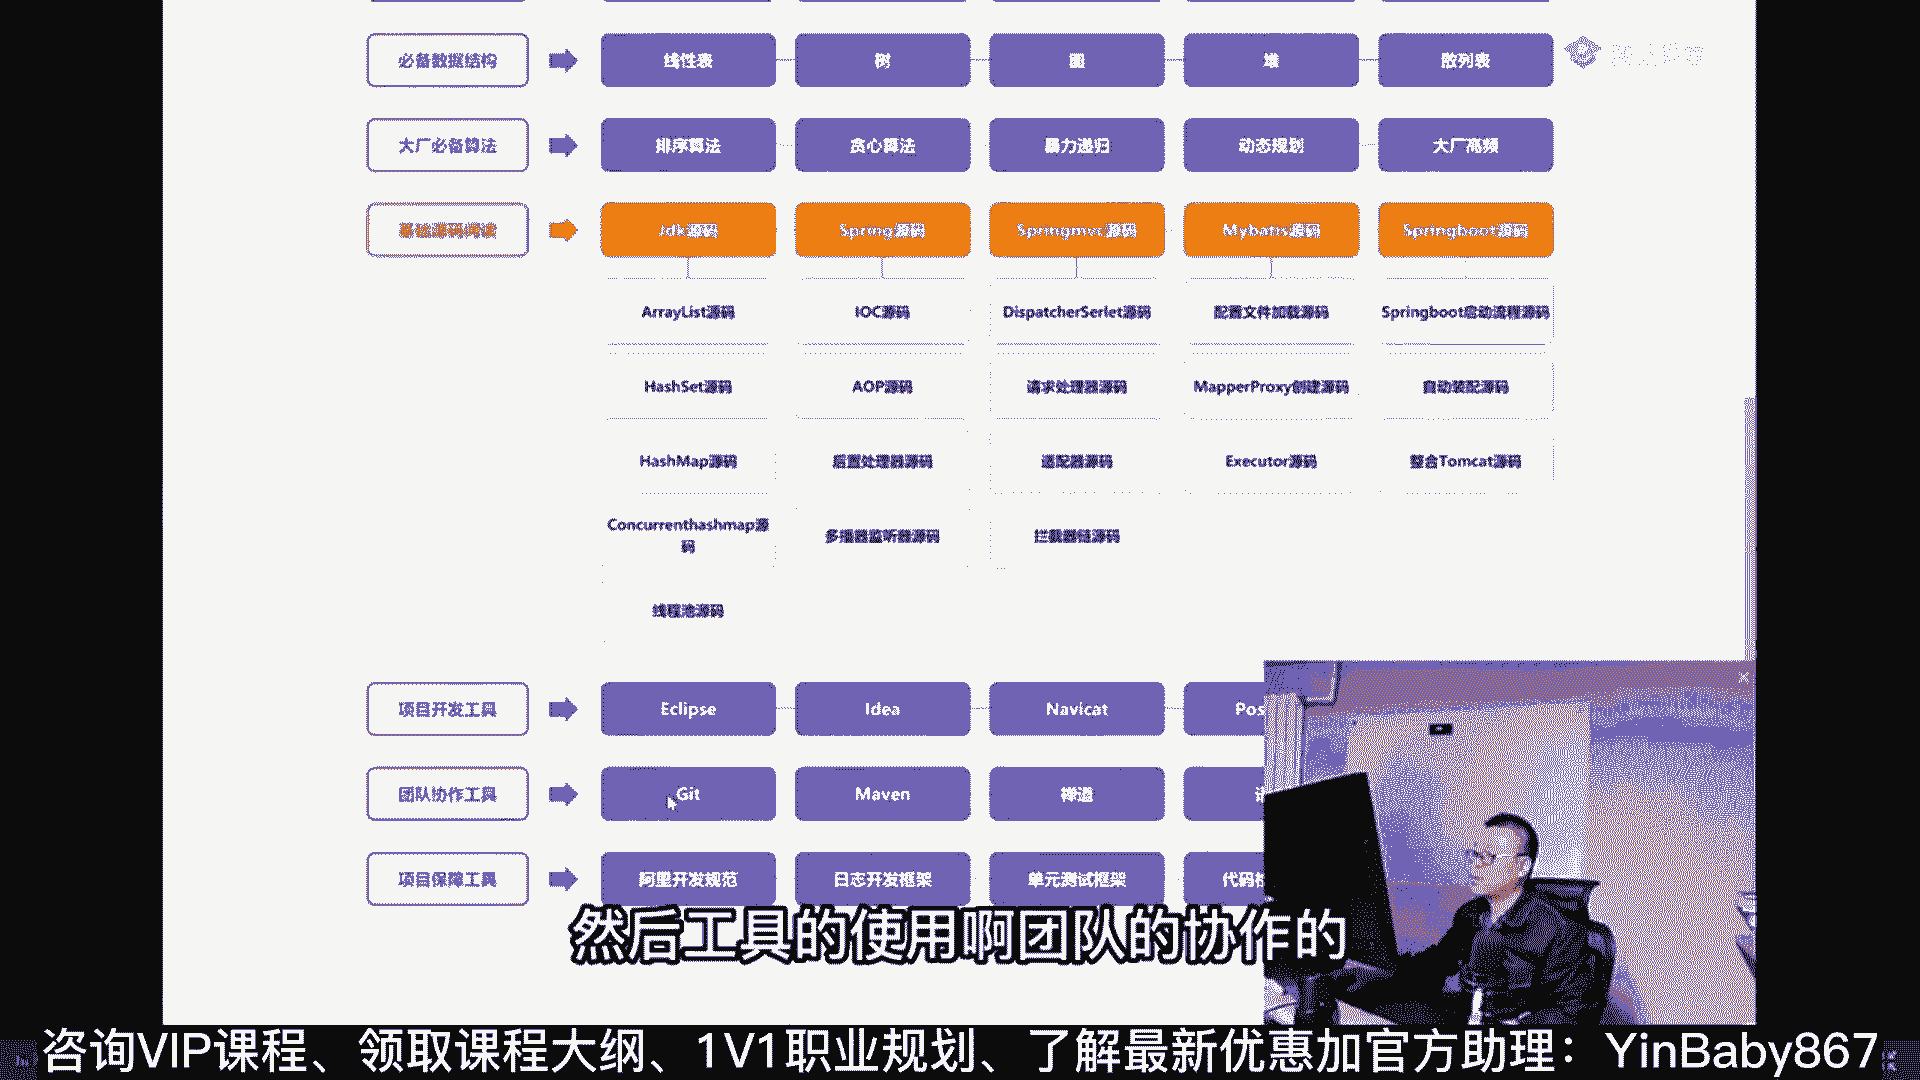 必备数据结构 线性表 树 图 堆 散列表
大厂必备算法 排序算法 贪心算法 暴力递归 动态规划 大厂高频
基础源码阅读 Jdk源码 Spring源码 Springmvc源码 Mybatis源码 Springboot源码
ArrayList源码 IOC源码 DispatcherSerlet源码 配置文件加载源码 Springboot启动流程源码
HashSet源码 AOP源码 请求处理器源码 MapperProxy创建源码 自动装配源码
HashMap源码 后置处理器源码 适配器源码 Executor源码 整合Tomcat源码
Concurrenthashmap源
码 多播器监听器源码 拦截器链源码
线程池源码
项目开发工具 Eclipse Idea Navicat Pos
团队协作工具 Git Maven 禅道
项目保障工具 阿里开发规范 日志开发框架 单元测试框架 代码
然后工具的使用啊团队的协作的
咨询VIP课程、领取课程大纲、1V1职业规划、了解最新优惠加官方助理：YinBaby867